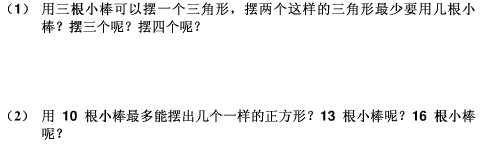 （1） 用三根小棒可以摆一个三角形，摆两个这样的三角形最少要用几根小
棒？摆三个呢？摆四个呢？
（2） 用 10 根小棒最多能摆出几个一样的正方形？13 根小棒呢？16 根小棒
呢？